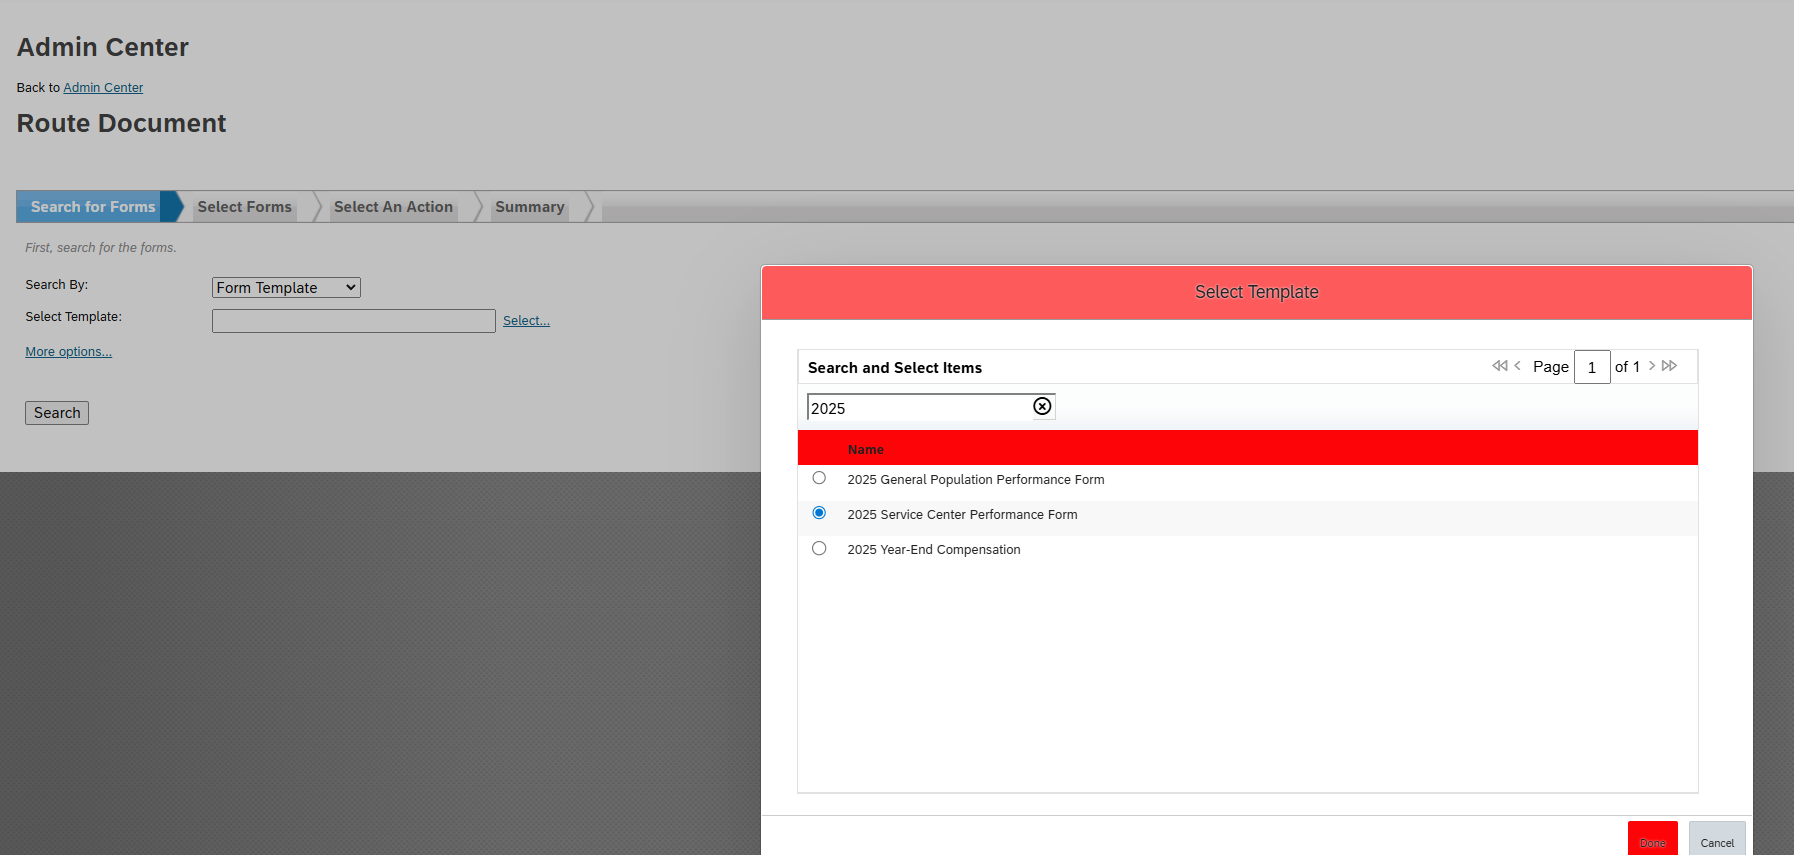 Admin Center
Back to Admin Center
Route Document
Search for Forms Select Forms Select An Action Summary
First, search for the forms.
Search By: Form Template
Select Template: Select...
More options...
Search
Select Template
Search and Select Items Page 1 of 1
2025
Name
2025 General Population Performance Form
2025 Service Center Performance Form
2025 Year-End Compensation
Done Cancel